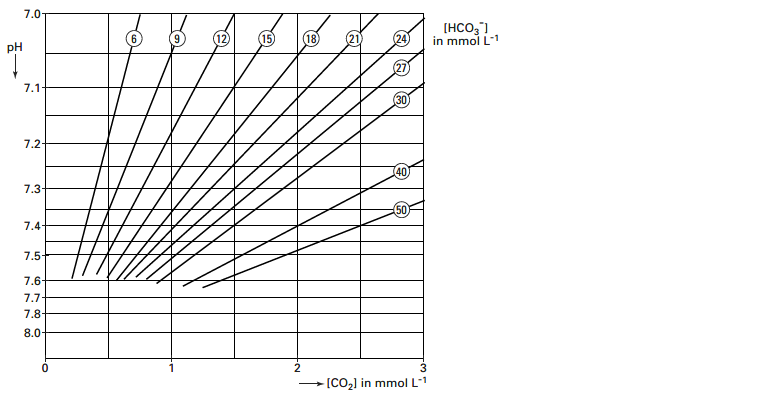 7.0
6 9 12 15 18 21 24
[HCO₃⁻]
in mmol L⁻¹
pH
27
7.1
30
7.2
40
7.3
50
7.4
7.5
7.6
7.7
7.8
8.0
0 1 2 3
[CO₂] in mmol L⁻¹